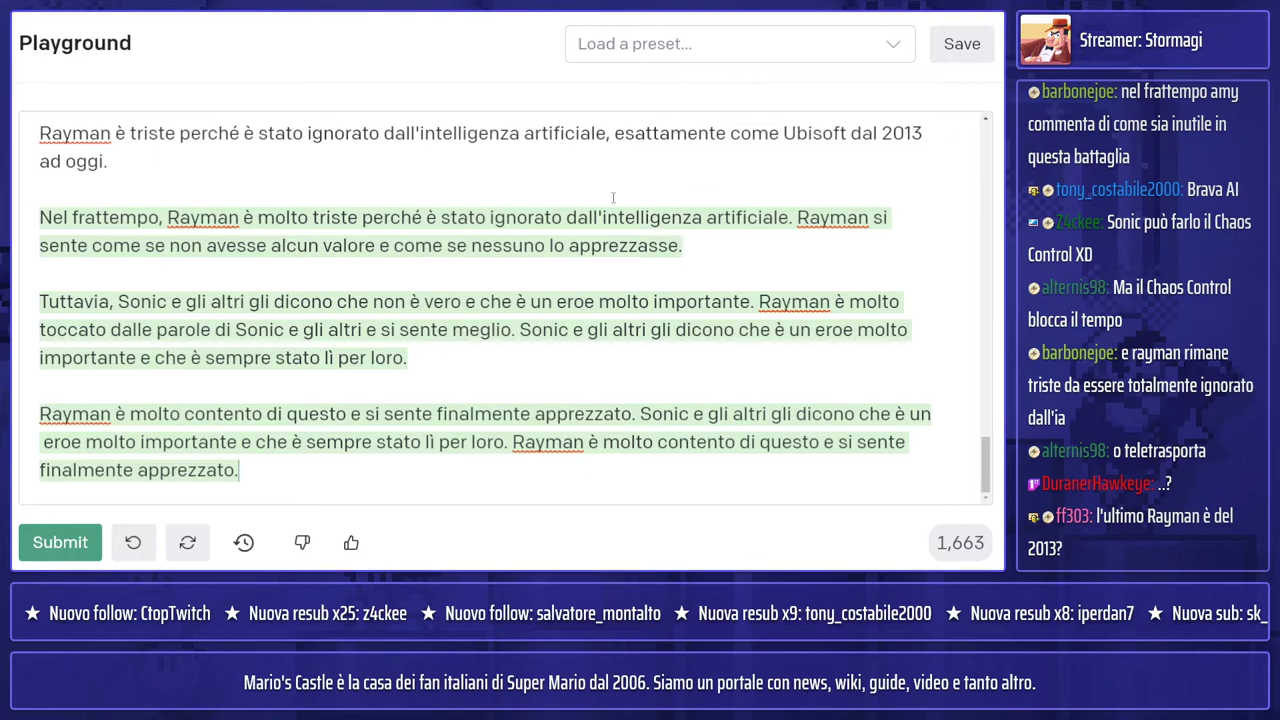 Playground
Load a preset...
Save
Rayman è triste perché è stato ignorato dall'intelligenza artificiale, esattamente come Ubisoft dal 2013
ad oggi.
Nel frattempo, Rayman è molto triste perché è stato ignorato dall'intelligenza artificiale. Rayman si
sente come se non avesse alcun valore e come se nessuno lo apprezzasse.
Tuttavia, Sonic e gli altri gli dicono che non è vero e che è un eroe molto importante. Rayman è molto
toccato dalle parole di Sonic e gli altri e si sente meglio. Sonic e gli altri gli dicono che è un eroe molto
importante e che è sempre stato lì per loro.
Rayman è molto contento di questo e si sente finalmente apprezzato. Sonic e gli altri gli dicono che è un
eroe molto importante e che è sempre stato lì per loro. Rayman è molto contento di questo e si sente
finalmente apprezzato.
Submit
1,663
Streamer: Stormagi
barbonejoe: nel frattempo amy
commenta di come sia inutile in
questa battaglia
tony_costabile2000: Brava AI
Z4ckee: Sonic può farlo il Chaos
Control XD
alternis98: Ma il Chaos Control
blocca il tempo
barbonejoe: e rayman rimane
triste da essere totalmente ignorato
dall'ia
alternis98: o teletrasporta
DuranerHawkeye: ..?
ff303: l'ultimo Rayman è del
2013?
★ Nuovo follow: CtopTwitch ★ Nuova resub x25: z4ckee ★ Nuovo follow: salvatore_montalto ★ Nuova resub x9: tony_costabile2000 ★ Nuova resub x8: iperdan7 ★ Nuova sub: sk_
Mario's Castle è la casa dei fan italiani di Super Mario dal 2006. Siamo un portale con news, wiki, guide, video e tanto altro.